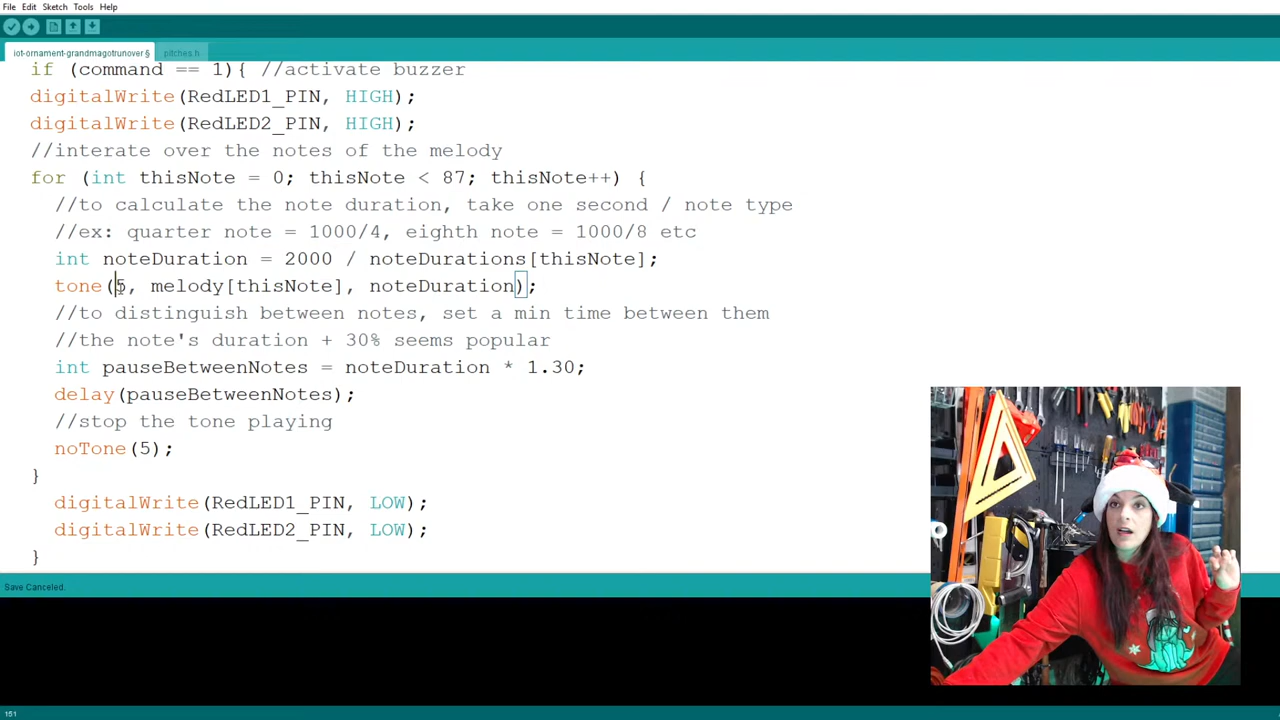 File Edit Sketch Tools Help
iot-ornament-grandmagotrunover § pitches.h
if (command == 1){ //activate buzzer
digitalWrite(RedLED1_PIN, HIGH);
digitalWrite(RedLED2_PIN, HIGH);
//interate over the notes of the melody
for (int thisNote = 0; thisNote < 87; thisNote++) {
//to calculate the note duration, take one second / note type
//ex: quarter note = 1000/4, eighth note = 1000/8 etc
int noteDuration = 2000 / noteDurations[thisNote];
tone(5, melody[thisNote], noteDuration);
//to distinguish between notes, set a min time between them
//the note's duration + 30% seems popular
int pauseBetweenNotes = noteDuration * 1.30;
delay(pauseBetweenNotes);
//stop the tone playing
noTone(5);
}
digitalWrite(RedLED1_PIN, LOW);
digitalWrite(RedLED2_PIN, LOW);
}
Save Canceled.
151